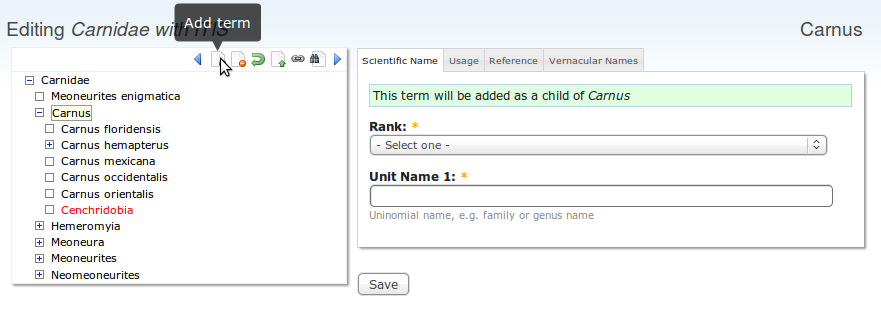 Add term
Editing Carnidae with ITIS
Carnus
Carnidae
Meoneurites enigmatica
Carnus
Carnus floridensis
Carnus hemapterus
Carnus mexicana
Carnus occidentalis
Carnus orientalis
Cenchridobia
Hemeromyia
Meoneura
Meoneurites
Neomeoneurites
Scientific Name Usage Reference Vernacular Names
This term will be added as a child of Carnus
Rank: *
- Select one -
Unit Name 1: *
Uninomial name, e.g. family or genus name
Save